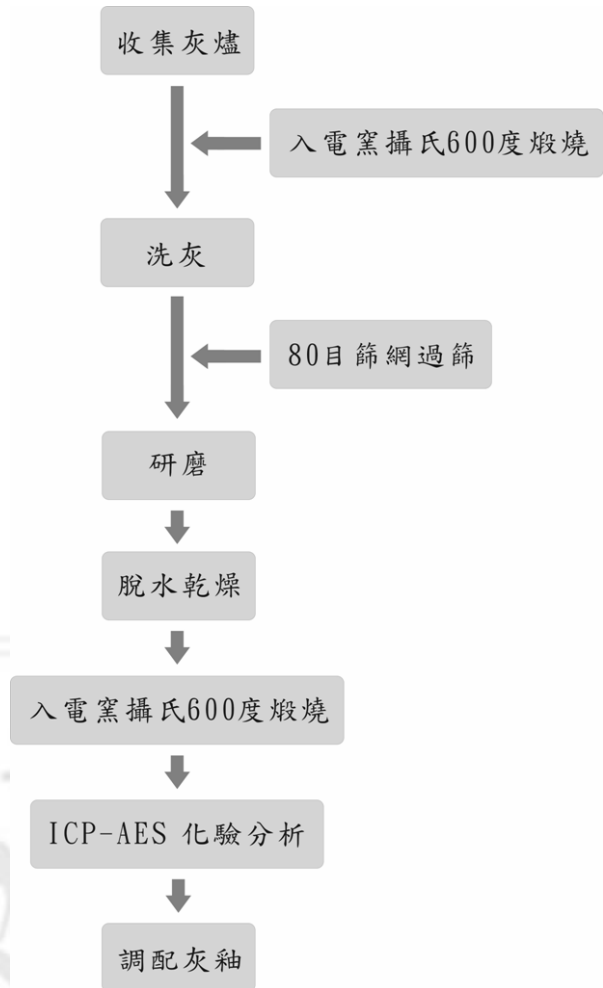 收集灰燼
入電窯攝氏600度煅燒
洗灰
80目篩網過篩
研磨
脫水乾燥
入電窯攝氏600度煅燒
ICP-AES 化驗分析
調配灰釉